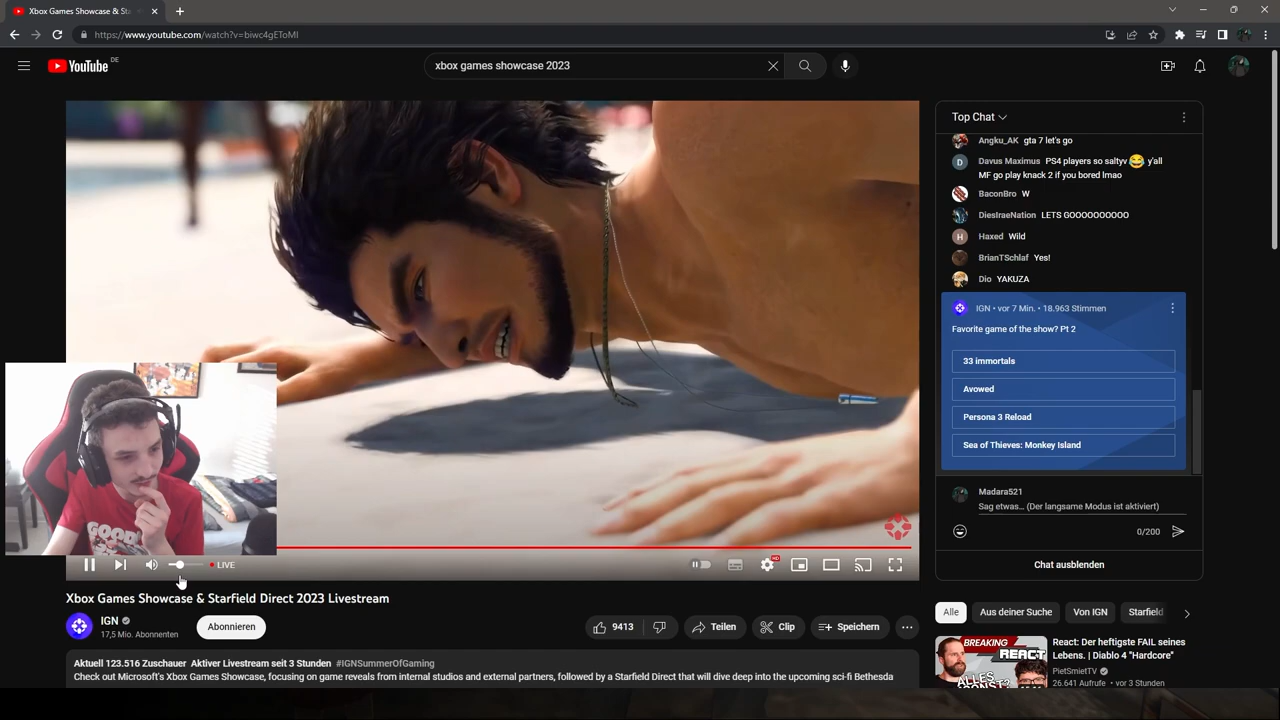 Xbox Games Showcase & Sta
https://www.youtube.com/watch?v=biwc4gEToMI
YouTube DE
xbox games showcase 2023
Top Chat
Angku_AK gta 7 let's go
Davus Maximus PS4 players so saltyv 😂 y'all
MF go play knack 2 if you bored lmao
BaconBro W
DiesIraeNation LETS GOOOOOOOOOO
H Haxed Wild
BrianTSchlaf Yes!
Dio YAKUZA
IGN • vor 7 Min. • 18.963 Stimmen
Favorite game of the show? Pt 2
33 immortals
Avowed
Persona 3 Reload
Sea of Thieves: Monkey Island
Madara521
Sag etwas… (Der langsame Modus ist aktiviert)
0/200
Chat ausblenden
GOOD
LIVE
HD
Xbox Games Showcase & Starfield Direct 2023 Livestream
IGN
17,5 Mio. Abonnenten
Abonnieren
9413
Teilen
Clip
Speichern
Aktuell 123.516 Zuschauer Aktiver Livestream seit 3 Stunden #IGNSummerOfGaming
Check out Microsoft's Xbox Games Showcase, focusing on game reveals from internal studios and external partners, followed by a Starfield Direct that will dive deep into the upcoming sci-fi Bethesda
Alle
Aus deiner Suche
Von IGN
Starfield
BREAKING
REACT
React: Der heftigste FAIL seines
Lebens. | Diablo 4 "Hardcore"
PietSmietTV
26.641 Aufrufe • vor 3 Stunden